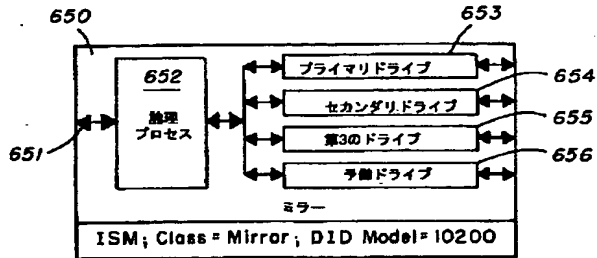 650
653
プライマリドライブ
652
論理
プロセス
654
セカンダリドライブ
651
第3のドライブ
655
予備ドライブ
656
ミラー
ISM; Class = Mirror; DID Model = 10200